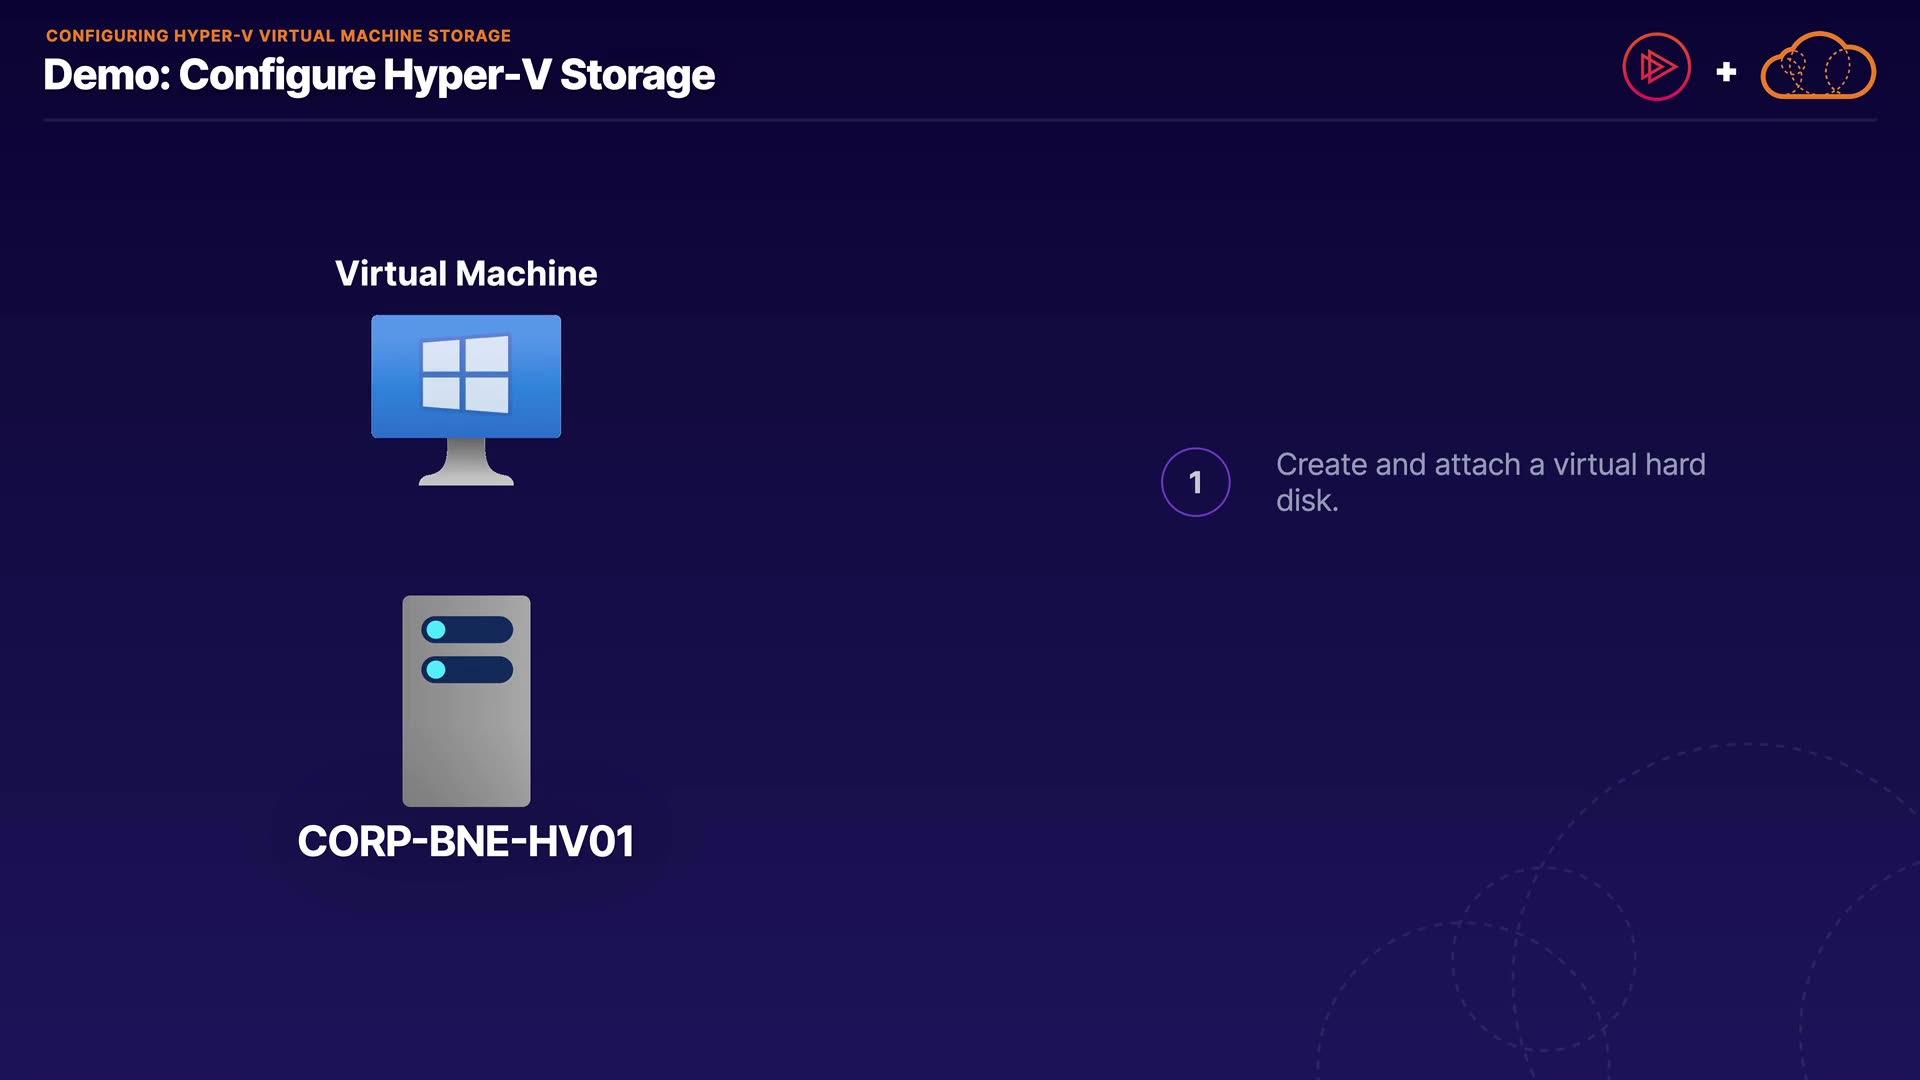 CONFIGURING HYPER-V VIRTUAL MACHINE STORAGE
Demo: Configure Hyper-V Storage
Virtual Machine
1
Create and attach a virtual hard
disk.
CORP-BNE-HV01